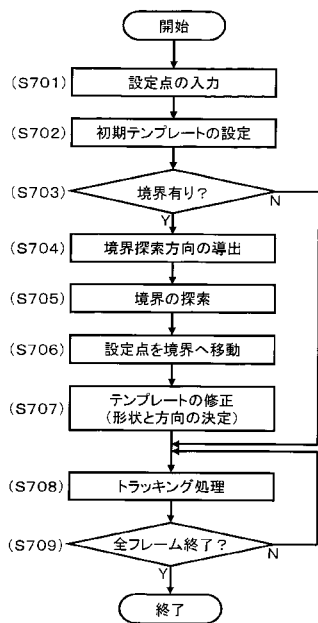 開始
(S701)
設定点の入力
(S702)
初期テンプレートの設定
(S703)
境界有り?
N
Y
(S704)
境界探索方向の導出
(S705)
境界の探索
(S706)
設定点を境界へ移動
(S707)
テンプレートの修正
(形状と方向の決定)
(S708)
トラッキング処理
(S709)
全フレーム終了?
N
Y
終了